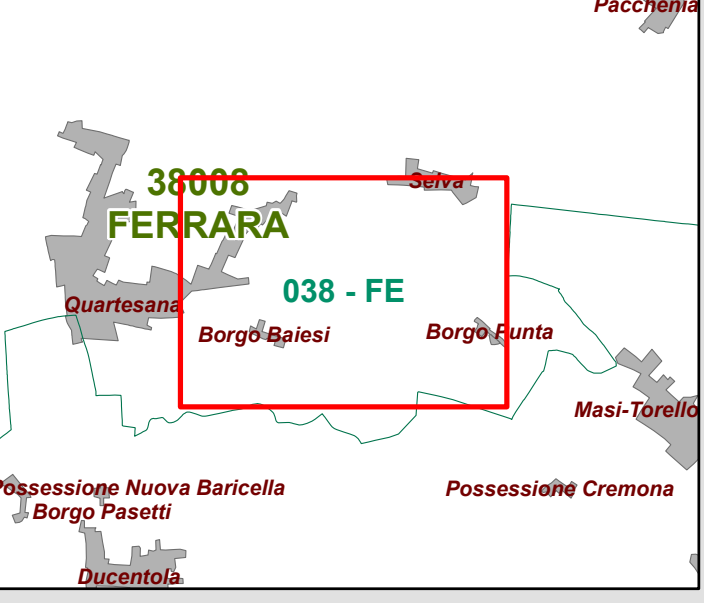 Pacchenia
38008
FERRARA
Selva
038 - FE
Quartesana
Borgo Baiesi
Borgo Punta
Masi-Torello
Possessione Nuova Baricella
Possessione Cremona
Borgo Pasetti
Ducentola